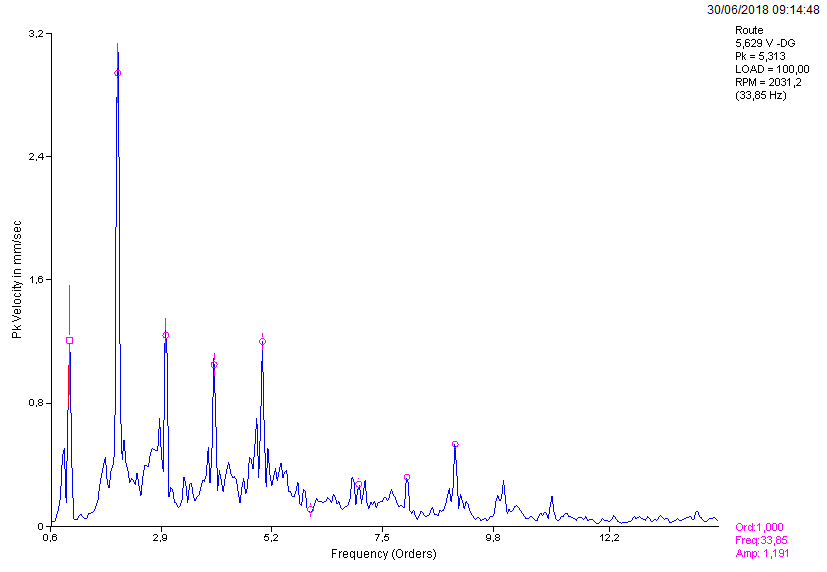 30/06/2018 09:14:48
Route
5,629 V -DG
Pk = 5,313
LOAD = 100,00
RPM = 2031,2
(33,85 Hz)
3,2
2,4
Pk Velocity in mm/sec
1,6
0,8
0
0,6 2,9 5,2 7,5 9,8 12,2
Frequency (Orders)
Ord:1,000
Freq:33,85
Amp: 1,191